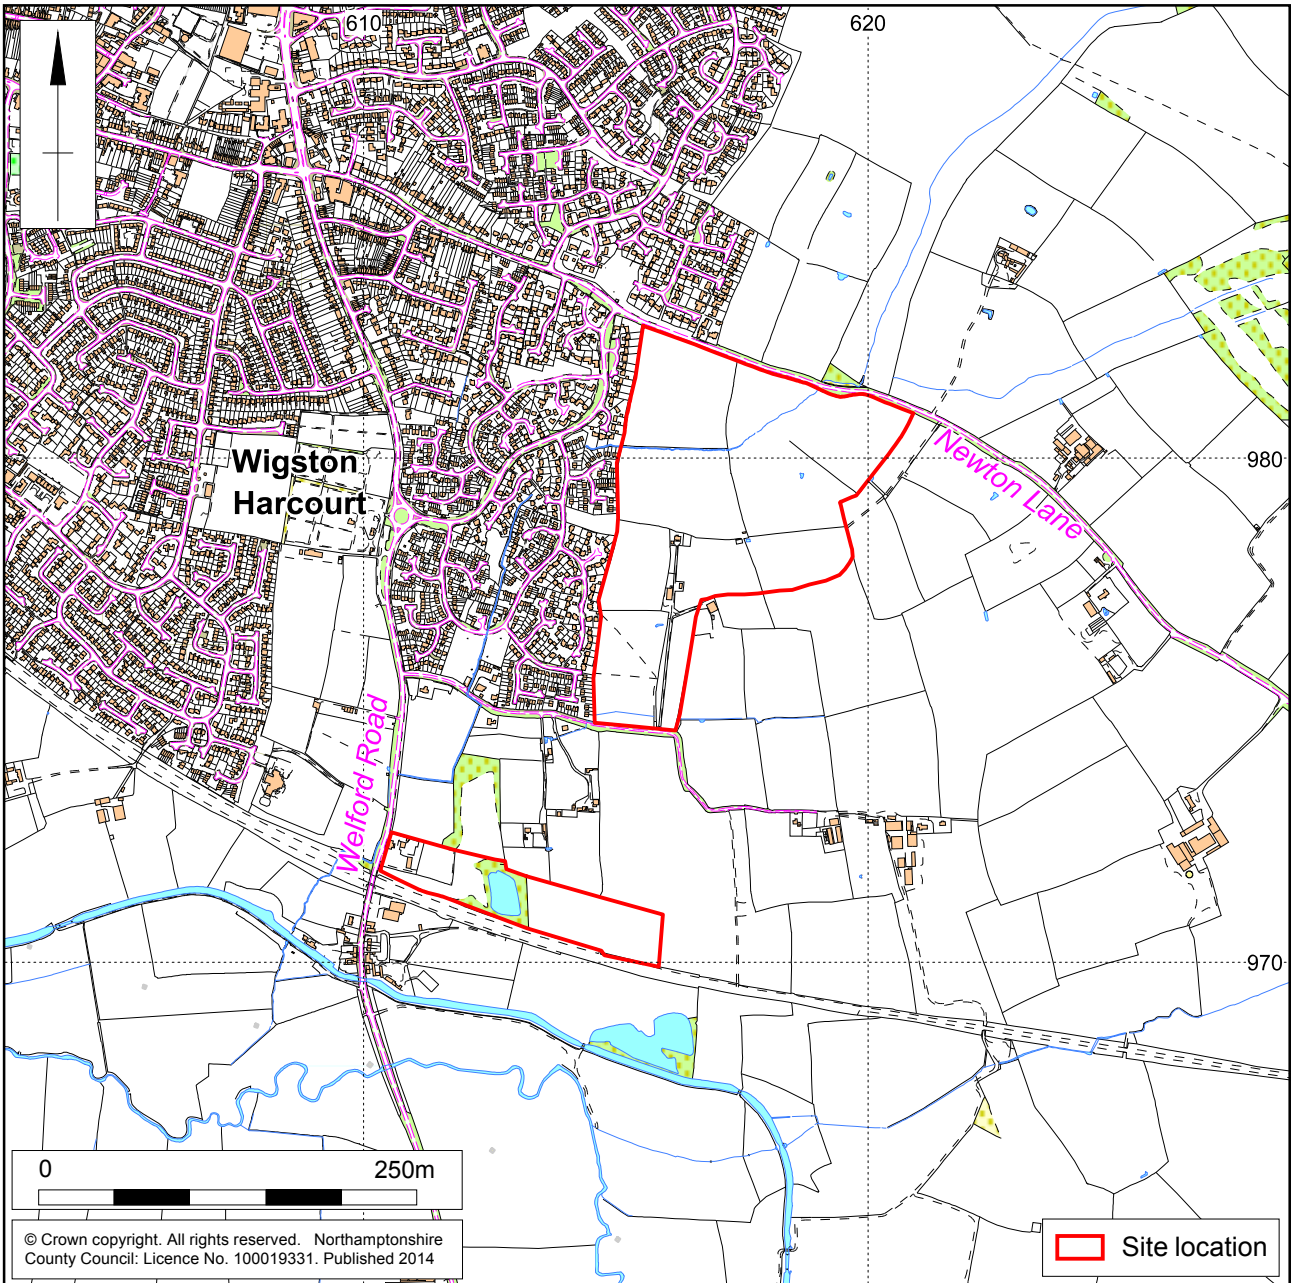 610
620
Wigston
Harcourt
980
Newton Lane
Welford Road
970
0 250m
© Crown copyright. All rights reserved. Northamptonshire
County Council: Licence No. 100019331. Published 2014
Site location